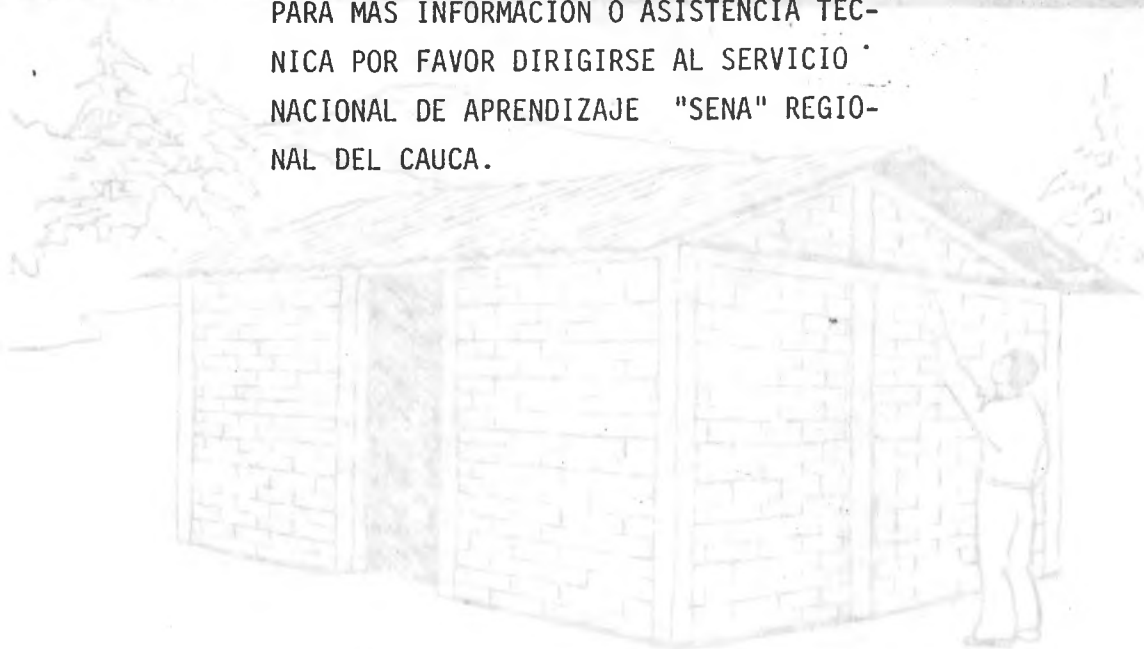 PARA MAS INFORMACION O ASISTENCIA TEC-
NICA POR FAVOR DIRIGIRSE AL SERVICIO
NACIONAL DE APRENDIZAJE "SENA" REGIO-
NAL DEL CAUCA.